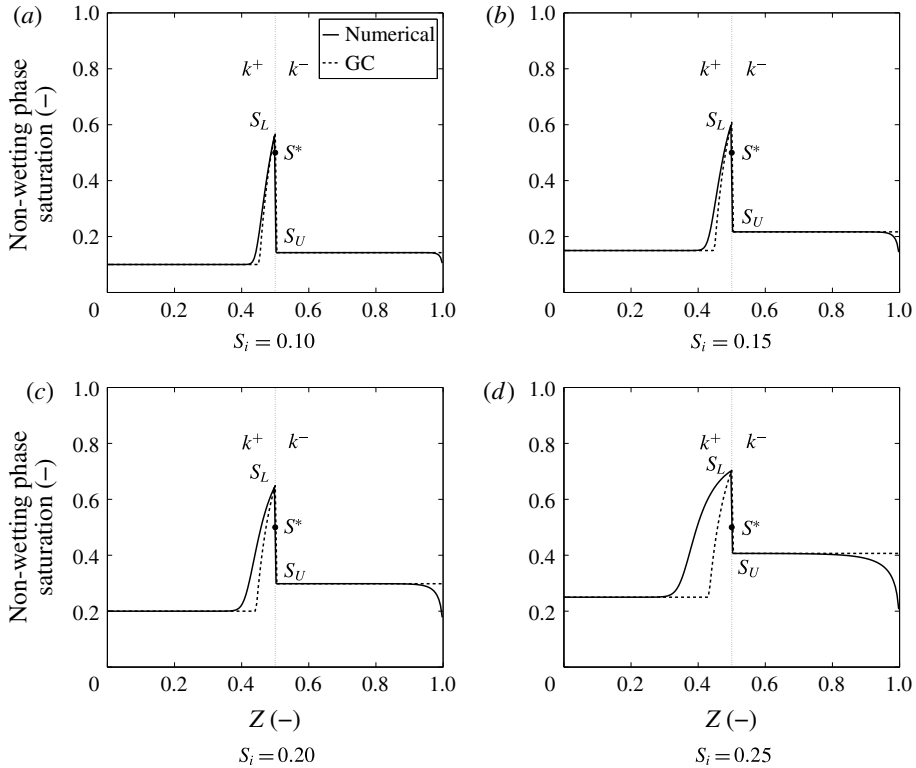 (a)
1.0
0.8
0.6
0.4
0.2
0
0.2
0.4
0.6
0.8
1.0
Non-wetting phase
saturation (−)
Numerical
GC
k⁺ k⁻
S_L
S*
S_U
S_i = 0.10
(b)
1.0
0.8
0.6
0.4
0.2
0
0.2
0.4
0.6
0.8
1.0
k⁺ k⁻
S_L
S*
S_U
S_i = 0.15
(c)
1.0
0.8
0.6
0.4
0.2
0
0.2
0.4
0.6
0.8
1.0
Non-wetting phase
saturation (−)
k⁺ k⁻
S_L
S*
S_U
Z (−)
S_i = 0.20
(d)
1.0
0.8
0.6
0.4
0.2
0
0.2
0.4
0.6
0.8
1.0
k⁺ k⁻
S_L
S*
S_U
Z (−)
S_i = 0.25